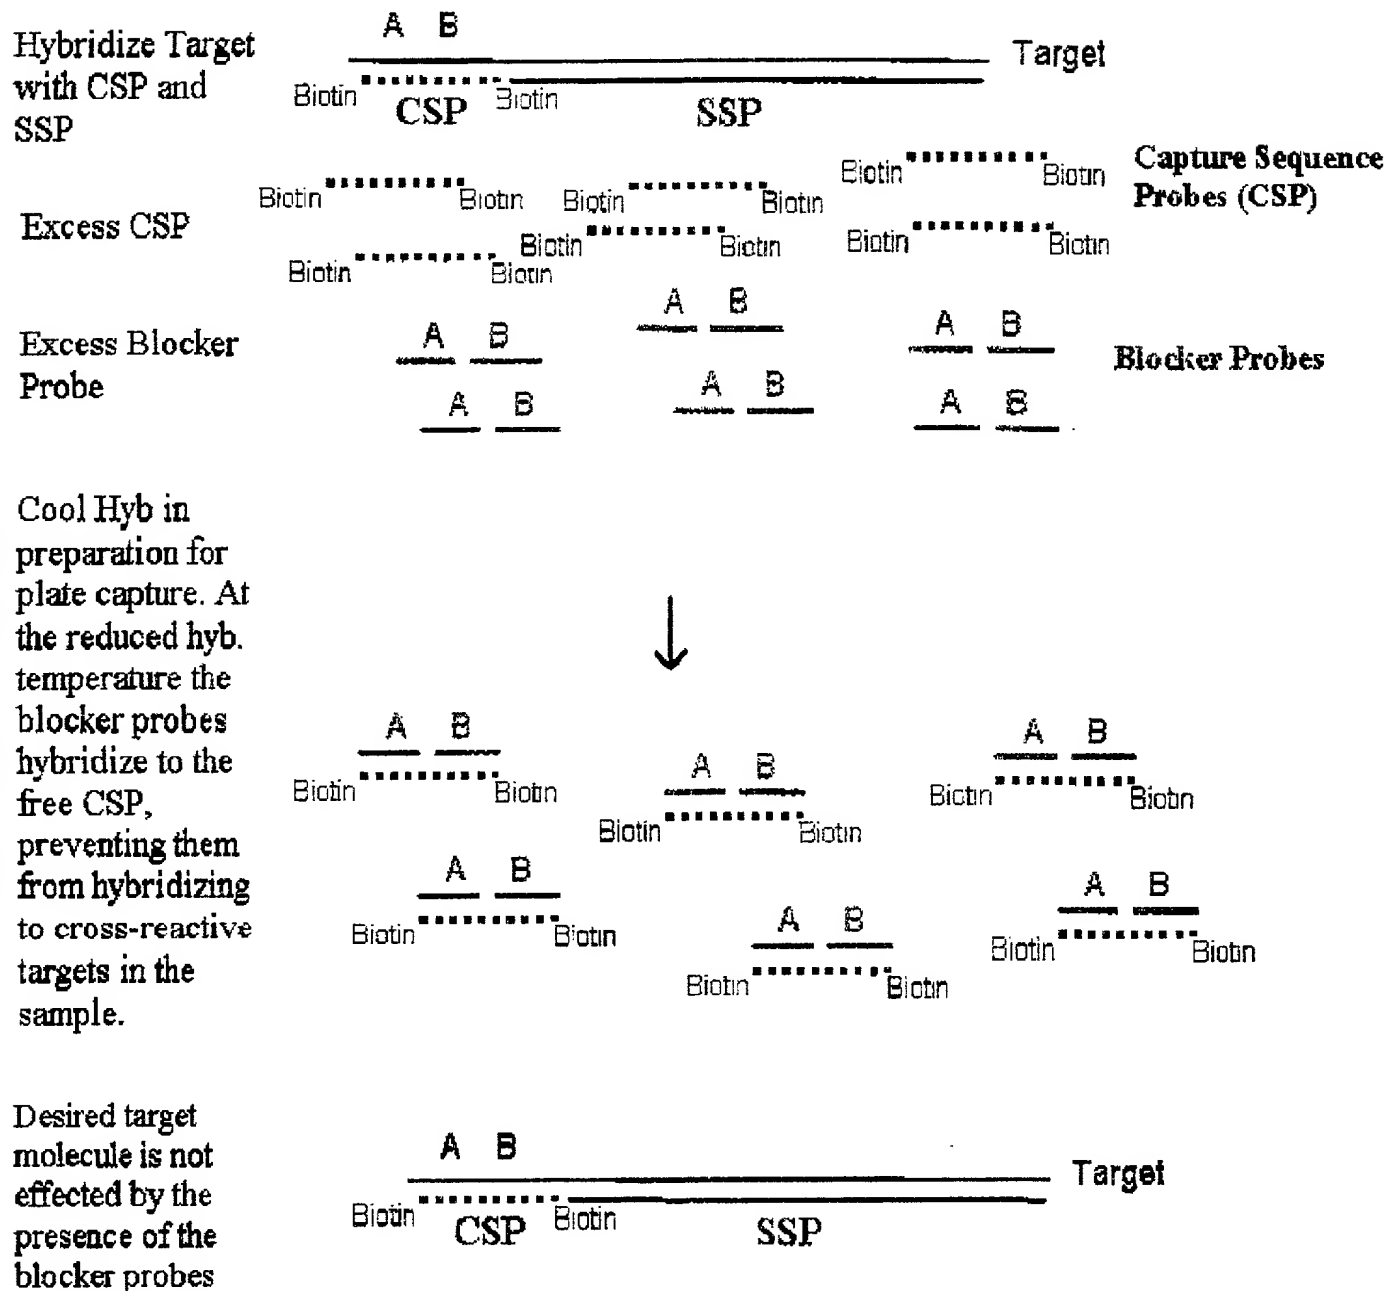 A B
Hybridize Target
with CSP and
SSP
Target
Biotin CSP Biotin SSP
Capture Sequence
Probes (CSP)
Excess CSP
Biotin Biotin Biotin Biotin Biotin Biotin
Biotin Biotin Biotin Biotin Biotin Biotin
Excess Blocker
Probe
A B A B A B
A B A B A B
Blocker Probes
Cool Hyb in
preparation for
plate capture. At
the reduced hyb.
temperature the
blocker probes
hybridize to the
free CSP,
preventing them
from hybridizing
to cross-reactive
targets in the
sample.
A B A B A B
Biotin Biotin Biotin Biotin Biotin Biotin
A B A B A B
Biotin Biotin Biotin Biotin Biotin Biotin
Desired target
molecule is not
effected by the
presence of the
blocker probes
A B
Target
Biotin CSP Biotin SSP